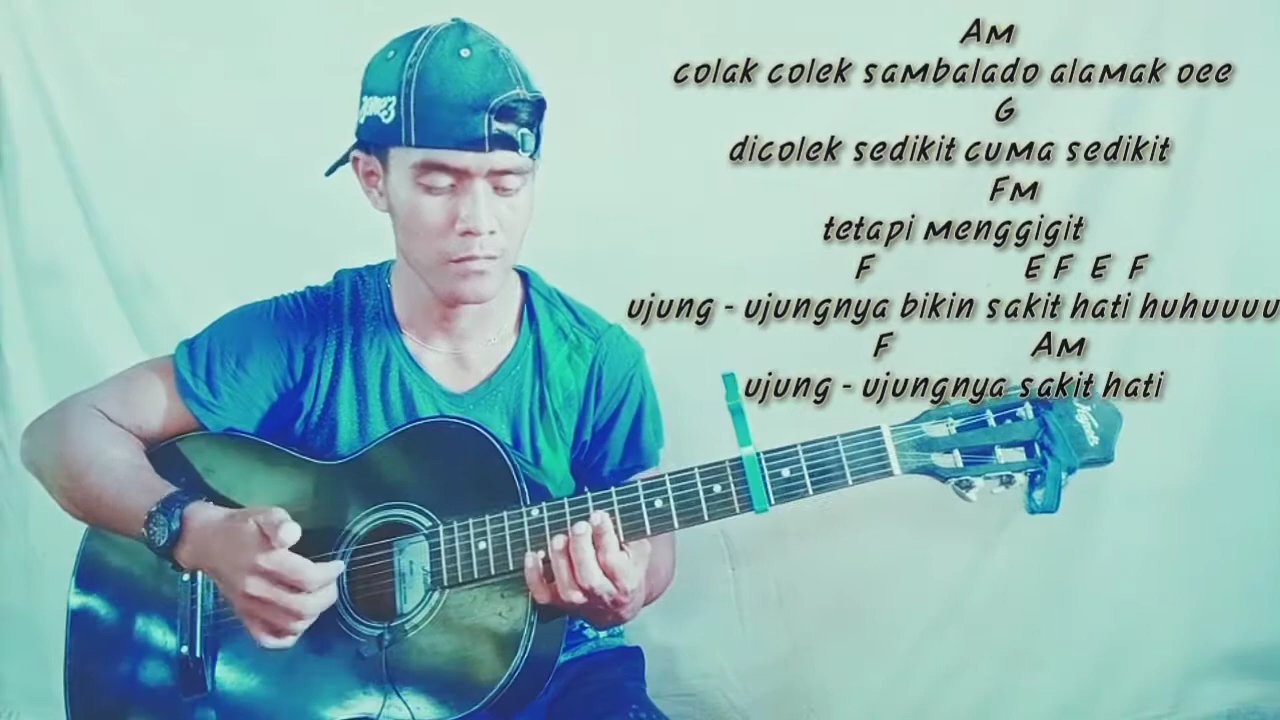 Am
colak colek sambalado alamak oee
G
dicolek sedikit cuma sedikit
Fm
tetapi menggigit
F E F E F
ujung - ujungnya bikin sakit hati huhuuuu
F Am
ujung - ujungnya sakit hati